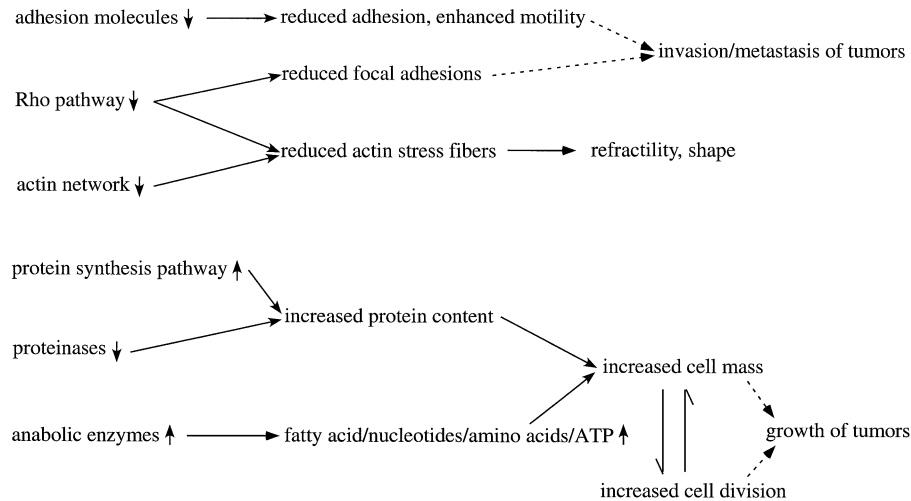 adhesion molecules ↓
reduced adhesion, enhanced motility
invasion/metastasis of tumors
reduced focal adhesions
Rho pathway ↓
reduced actin stress fibers
refractility, shape
actin network ↓
protein synthesis pathway ↑
increased protein content
proteinases ↓
increased cell mass
anabolic enzymes ↑
fatty acid/nucleotides/amino acids/ATP ↑
growth of tumors
increased cell division